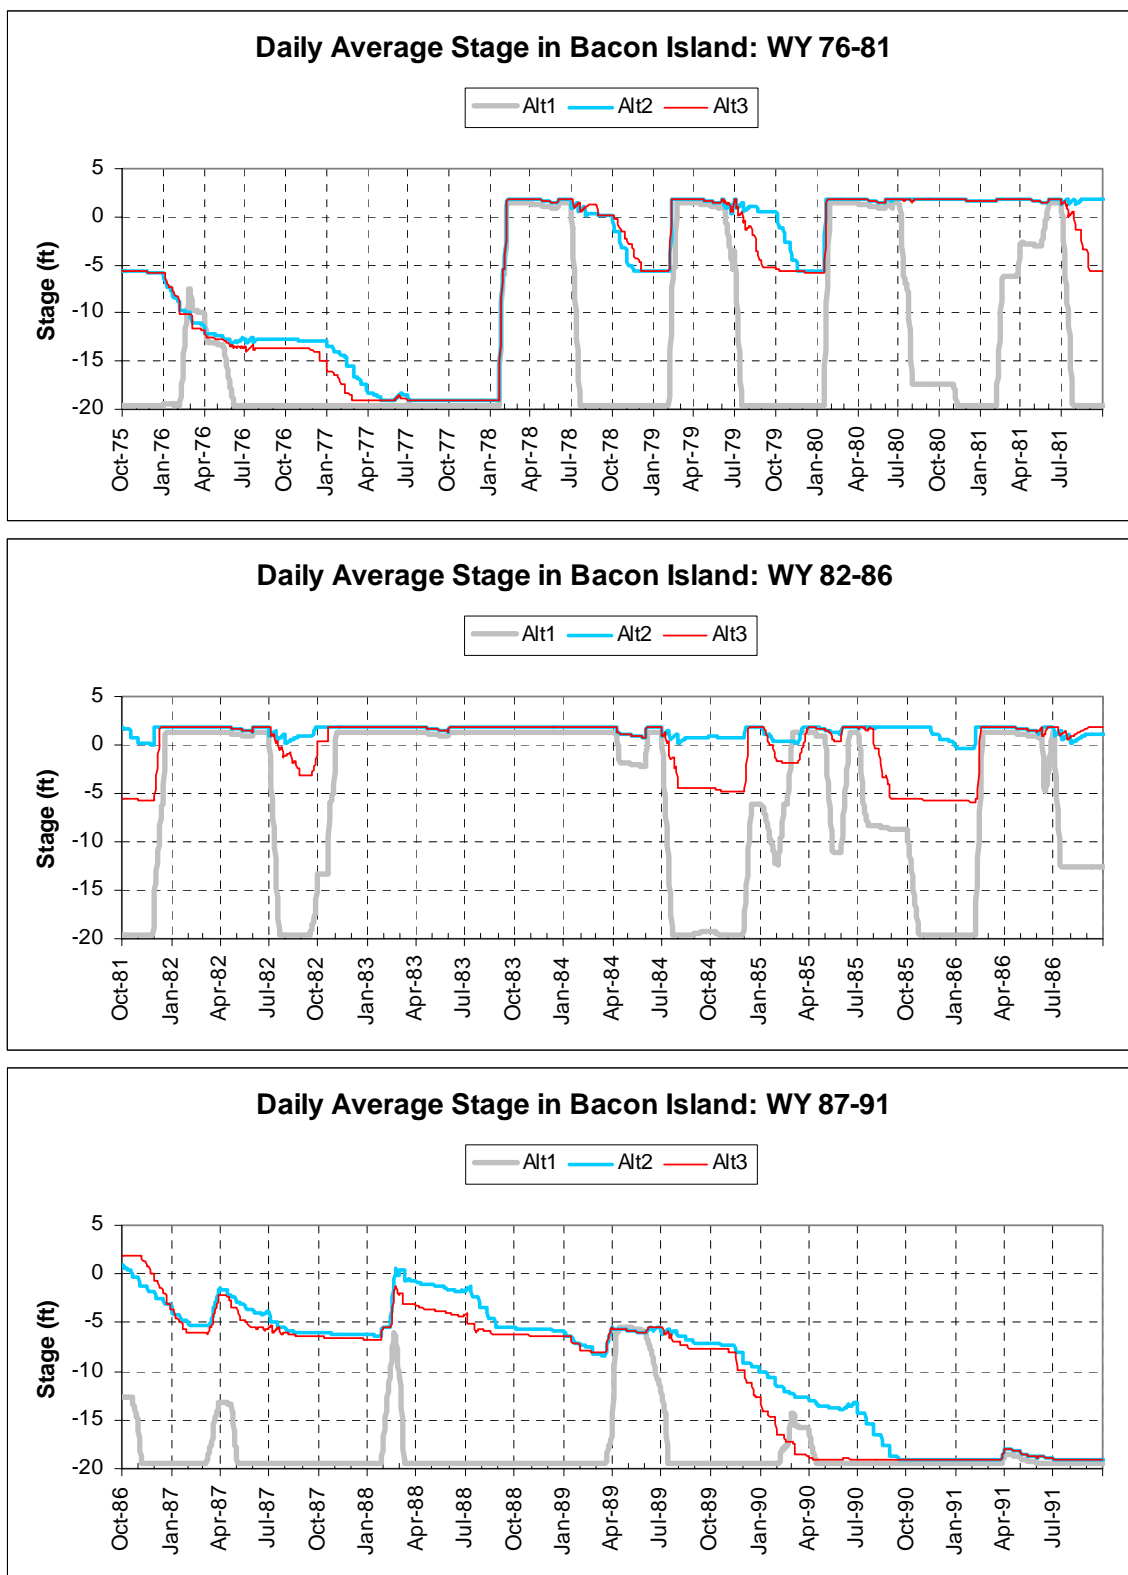 Daily Average Stage in Bacon Island: WY 76-81
Alt1 Alt2 Alt3
Stage (ft)
5
0
-5
-10
-15
-20
Oct-75 Jan-76 Apr-76 Jul-76 Oct-76 Jan-77 Apr-77 Jul-77 Oct-77 Jan-78 Apr-78 Jul-78 Oct-78 Jan-79 Apr-79 Jul-79 Oct-79 Jan-80 Apr-80 Jul-80 Oct-80 Jan-81 Apr-81 Jul-81
Daily Average Stage in Bacon Island: WY 82-86
Alt1 Alt2 Alt3
Stage (ft)
5
0
-5
-10
-15
-20
Oct-81 Jan-82 Apr-82 Jul-82 Oct-82 Jan-83 Apr-83 Jul-83 Oct-83 Jan-84 Apr-84 Jul-84 Oct-84 Jan-85 Apr-85 Jul-85 Oct-85 Jan-86 Apr-86 Jul-86
Daily Average Stage in Bacon Island: WY 87-91
Alt1 Alt2 Alt3
Stage (ft)
5
0
-5
-10
-15
-20
Oct-86 Jan-87 Apr-87 Jul-87 Oct-87 Jan-88 Apr-88 Jul-88 Oct-88 Jan-89 Apr-89 Jul-89 Oct-89 Jan-90 Apr-90 Jul-90 Oct-90 Jan-91 Apr-91 Jul-91